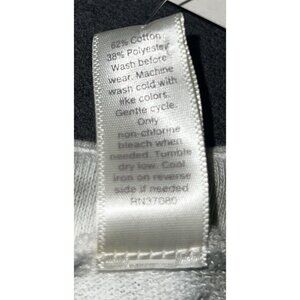 62% Cotton
38% Polyester
Wash before
wear. Machine
wash cold with
like colors.
Gentle cycle.
Only
non-chlorine
bleach when
needed. Tumble
dry low. Cool
iron on reverse
side if needed
RN37080